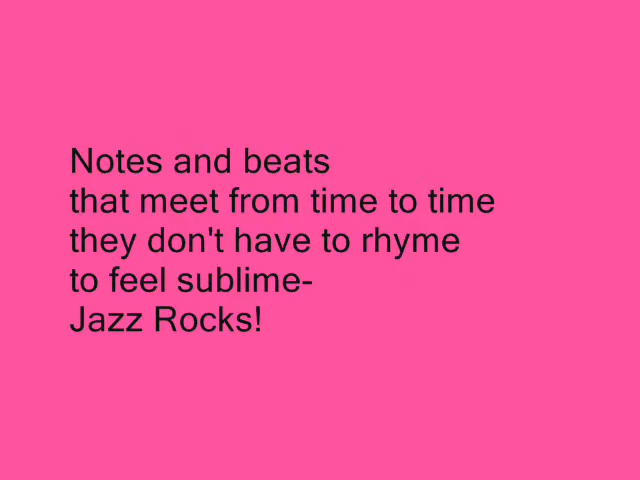 Notes and beats
that meet from time to time
they don't have to rhyme
to feel sublime-
Jazz Rocks!